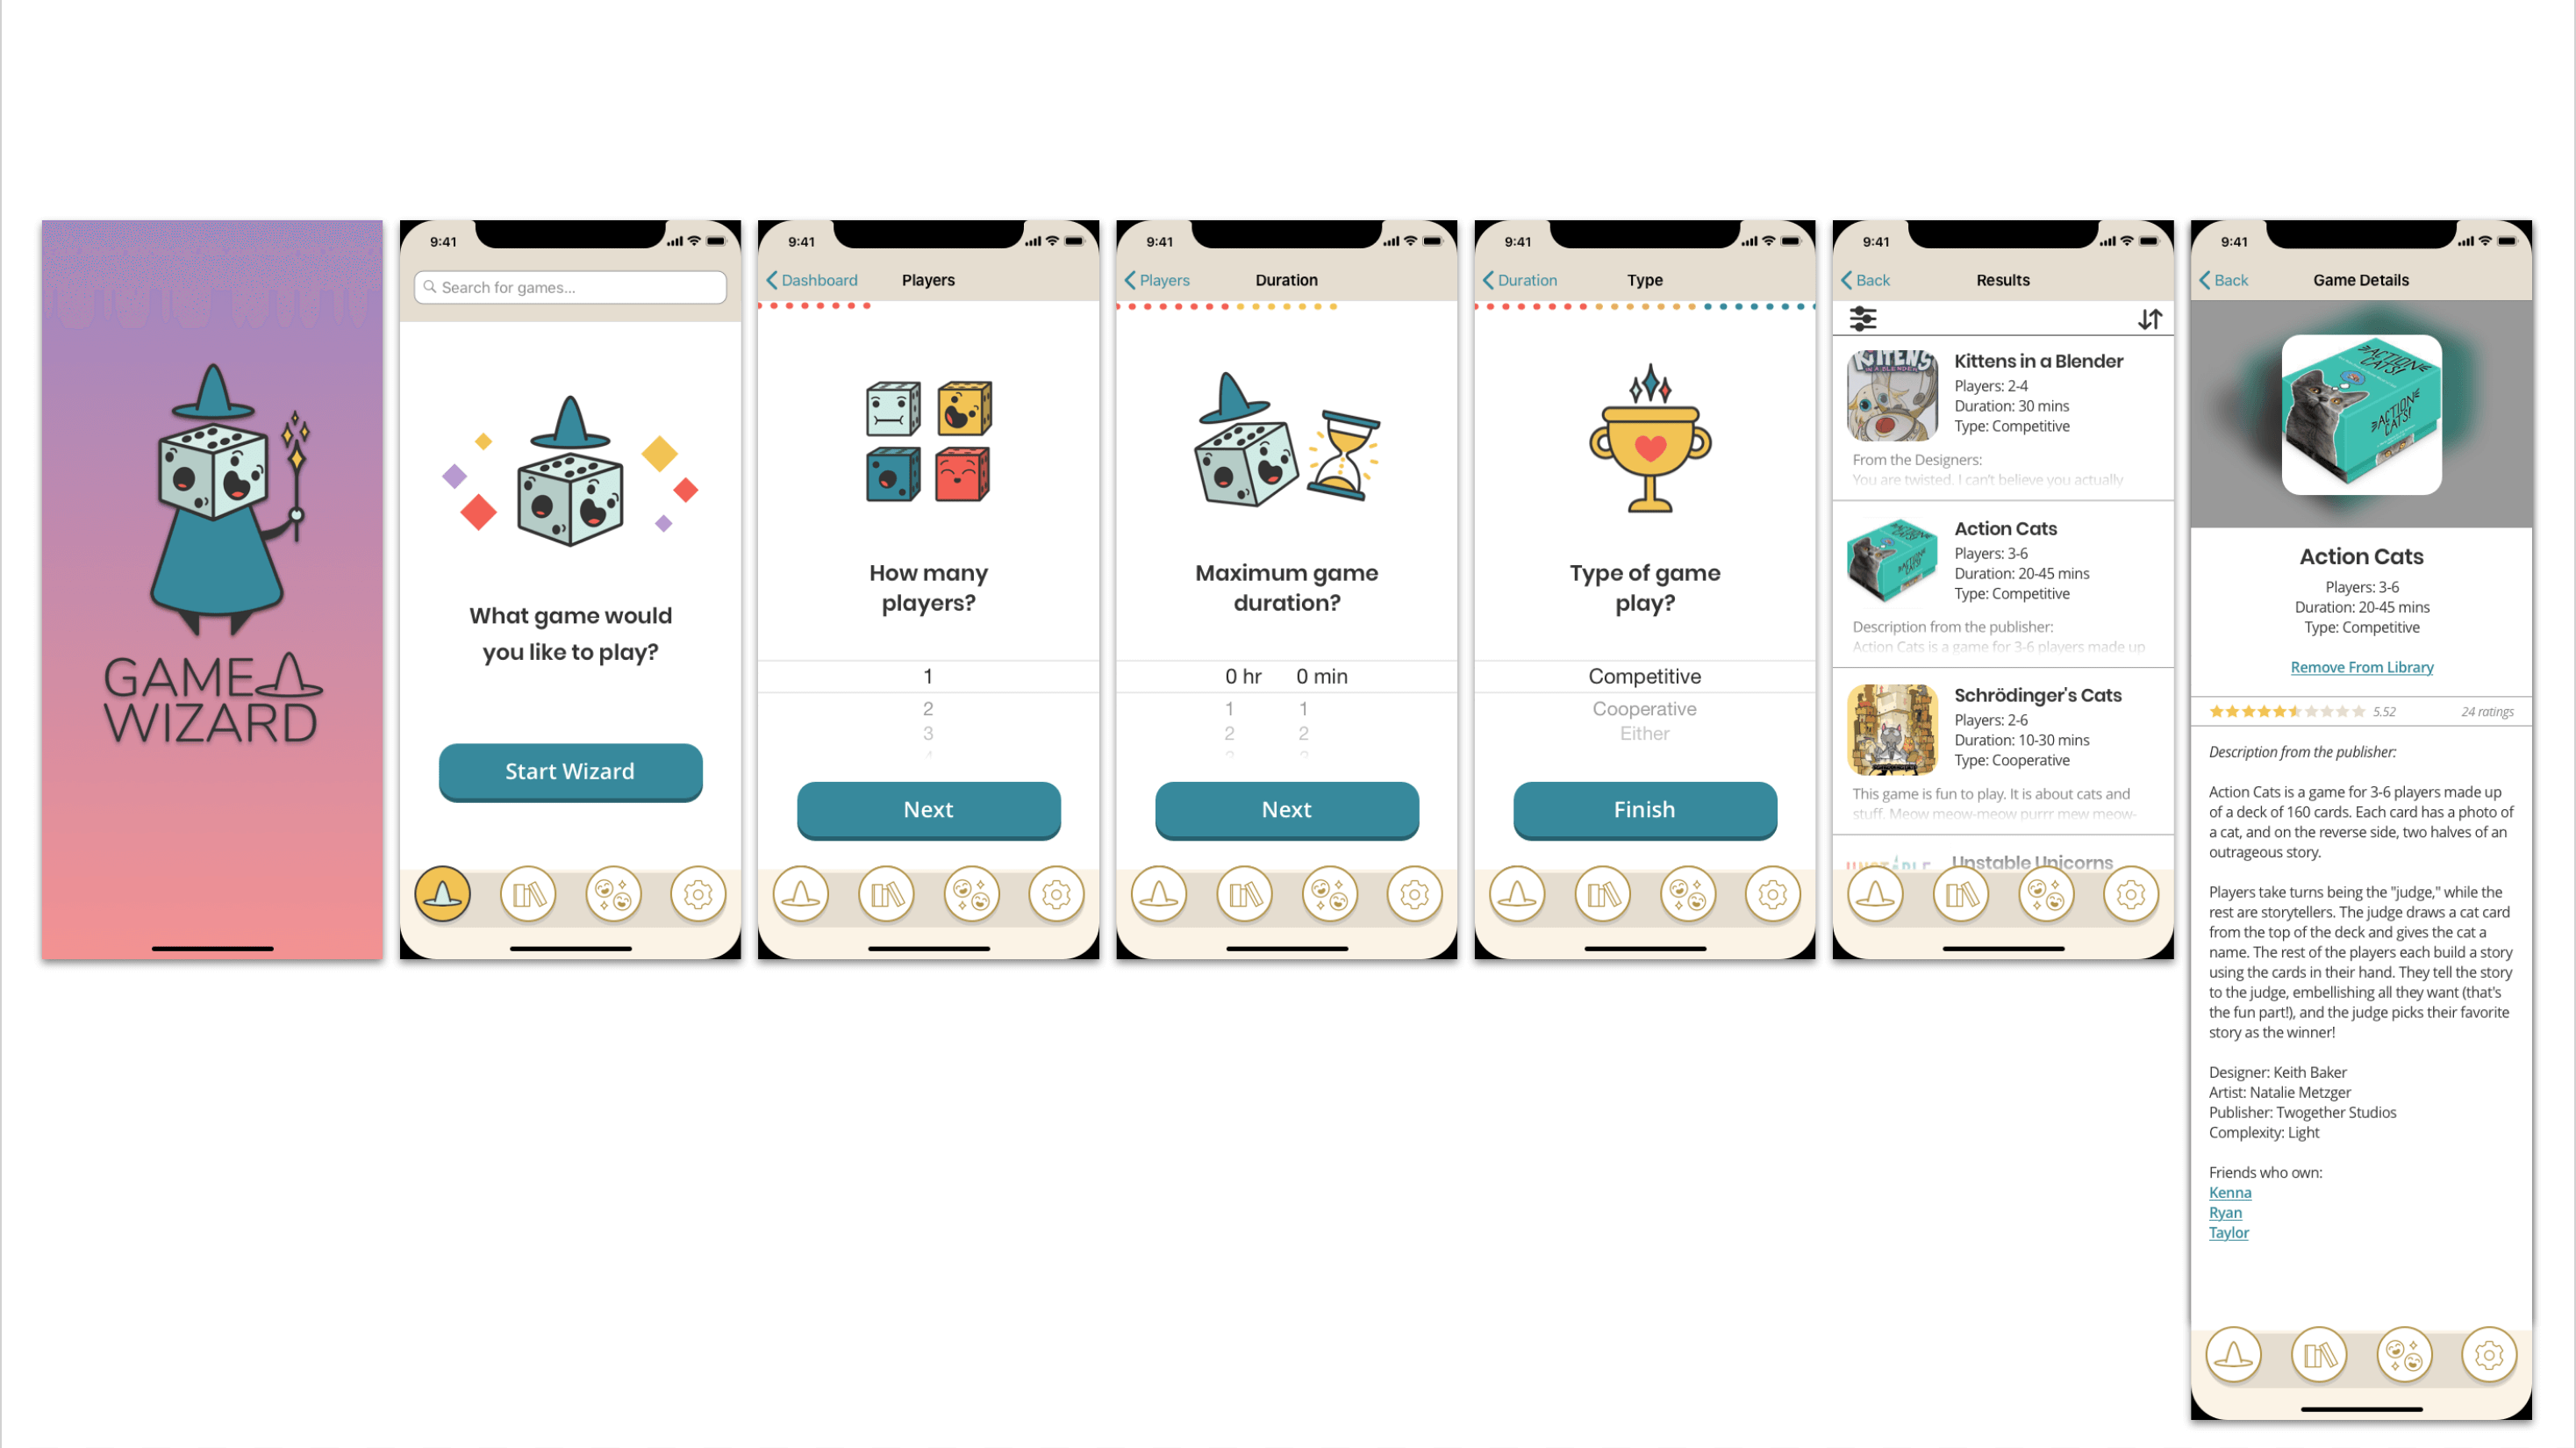 GAME
WIZARD
9:41
Search for games...
What game would
you like to play?
Start Wizard
9:41
Dashboard
Players
How many
players?
1
2
3
Next
9:41
Players
Duration
Maximum game
duration?
0 hr 0 min
1 1
2 2
Next
9:41
Duration
Type
Type of game
play?
Competitive
Cooperative
Either
Finish
9:41
Back
Results
KITTENS
IN A BLENDER
Kittens in a Blender
Players: 2-4
Duration: 30 mins
Type: Competitive
From the Designers:
You are twisted. I can't believe you actually
Action Cats
Players: 3-6
Duration: 20-45 mins
Type: Competitive
Description from the publisher:
Action Cats is a game for 3-6 players made up
Schrödinger's Cats
Players: 2-6
Duration: 10-30 mins
Type: Cooperative
This game is fun to play. It is about cats and
stuff. Meow meow-meow purrr mew meow-
UNSTABLE
Unstable Unicorns
9:41
Back
Game Details
ACTION
CATS!
ACTION
CATS!
Action Cats
Players: 3-6
Duration: 20-45 mins
Type: Competitive
Remove From Library
5.52
24 ratings
Description from the publisher:
Action Cats is a game for 3-6 players made up
of a deck of 160 cards. Each card has a photo of
a cat, and on the reverse side, two halves of an
outrageous story.
Players take turns being the "judge," while the
rest are storytellers. The judge draws a cat card
from the top of the deck and gives the cat a
name. The rest of the players each build a story
using the cards in their hand. They tell the story
to the judge, embellishing all they want (that's
the fun part!), and the judge picks their favorite
story as the winner!
Designer: Keith Baker
Artist: Natalie Metzger
Publisher: Twogether Studios
Complexity: Light
Friends who own:
Kenna
Ryan
Taylor